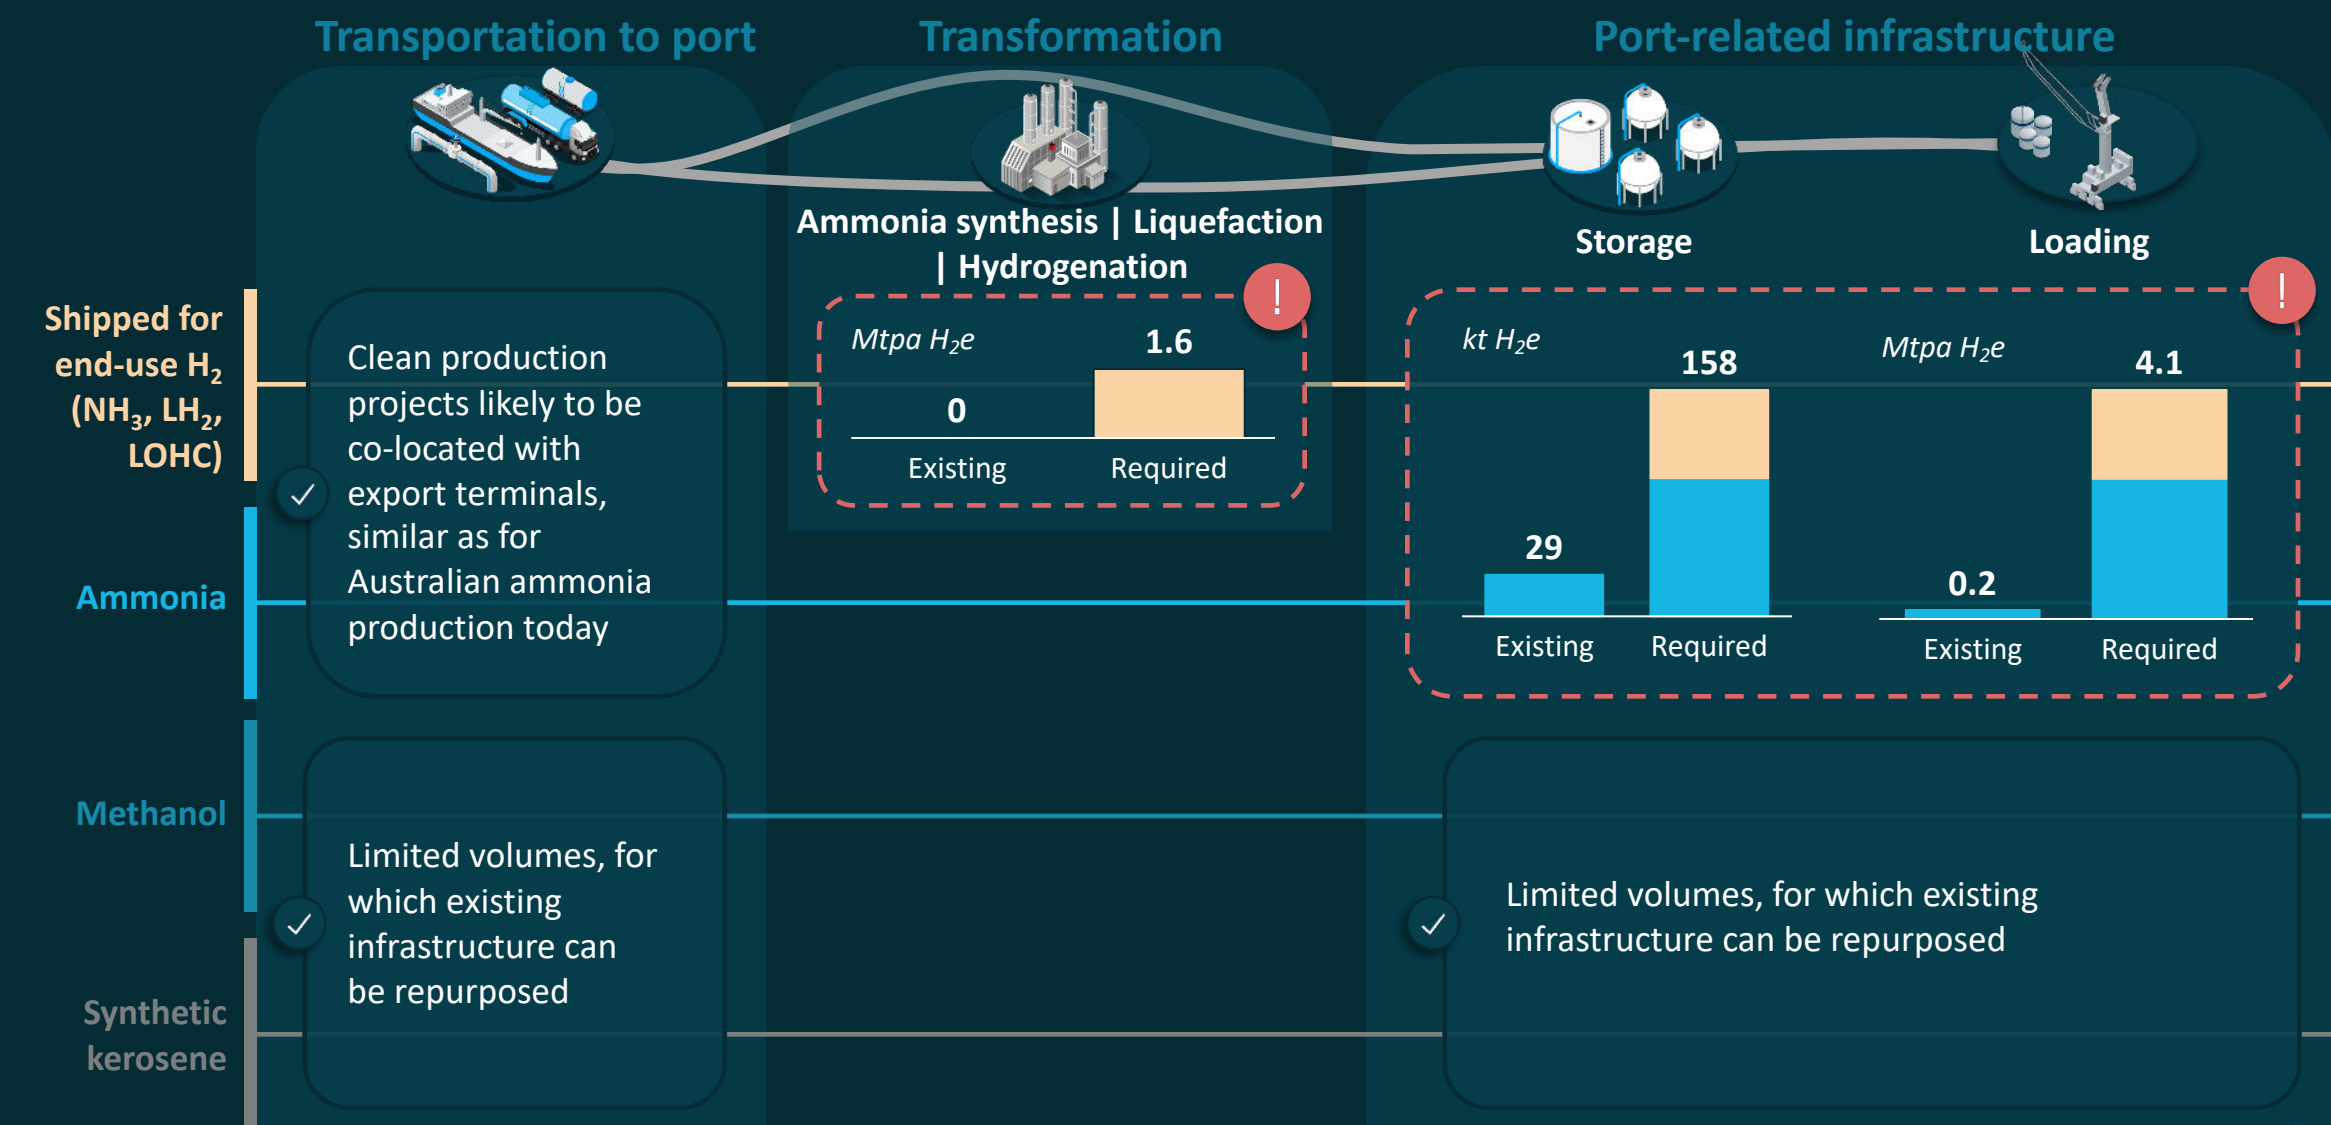 Transportation to port
Transformation
Port-related infrastructure
Ammonia synthesis | Liquefaction
| Hydrogenation
Storage
Loading
Shipped for
end-use H₂
(NH₃, LH₂,
LOHC)
Clean production
projects likely to be
co-located with
export terminals,
similar as for
Australian ammonia
production today
!
Mtpa H₂e
1.6
0
Existing
Required
!
kt H₂e
158
29
Existing
Required
Mtpa H₂e
4.1
0.2
Existing
Required
Ammonia
Methanol
Limited volumes, for
which existing
infrastructure can
be repurposed
Limited volumes, for which existing
infrastructure can be repurposed
Synthetic
kerosene